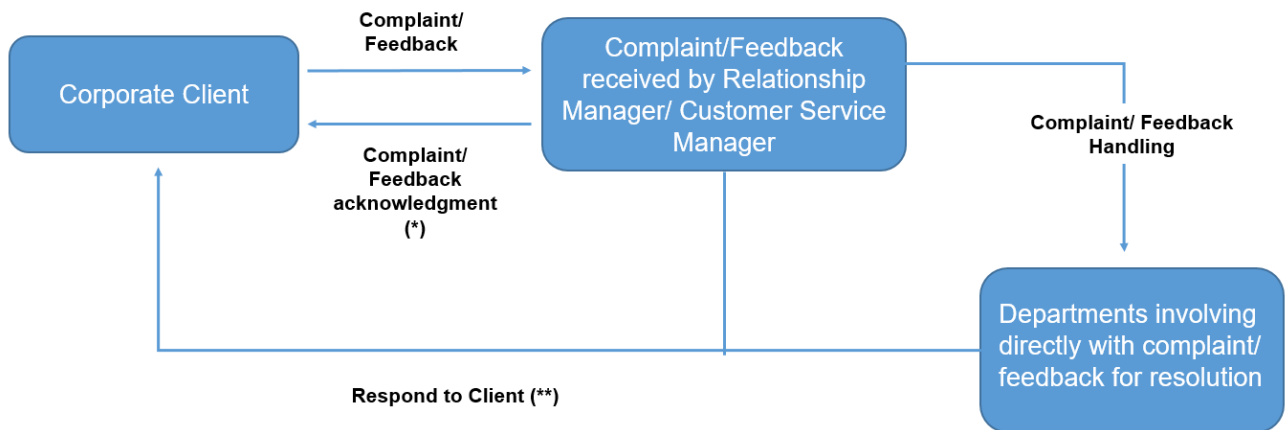 Complaint/
Feedback
Corporate Client
Complaint/Feedback
received by Relationship
Manager/ Customer Service
Manager
Complaint/
Feedback
acknowledgment
(*)
Complaint/ Feedback
Handling
Departments involving
directly with complaint/
feedback for resolution
Respond to Client (**)